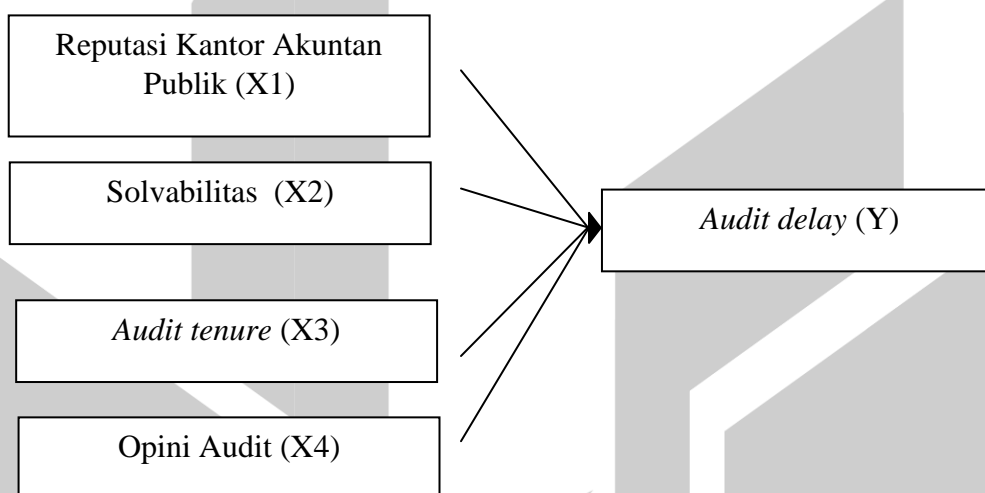 Reputasi Kantor Akuntan
Publik (X1)
Solvabilitas (X2)
Audit tenure (X3)
Opini Audit (X4)
Audit delay (Y)